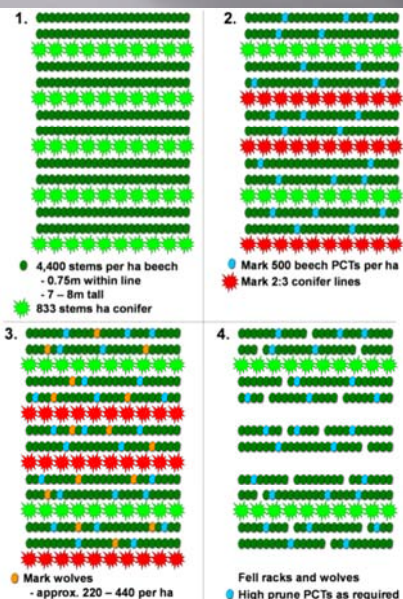 1.
4,400 stems per ha beech
- 0.75m within line
- 7 – 8m tall
833 stems ha conifer
2.
Mark 500 beech PCTs per ha
Mark 2:3 conifer lines
3.
Mark wolves
- approx. 220 – 440 per ha
4.
Fell racks and wolves
High prune PCTs as required